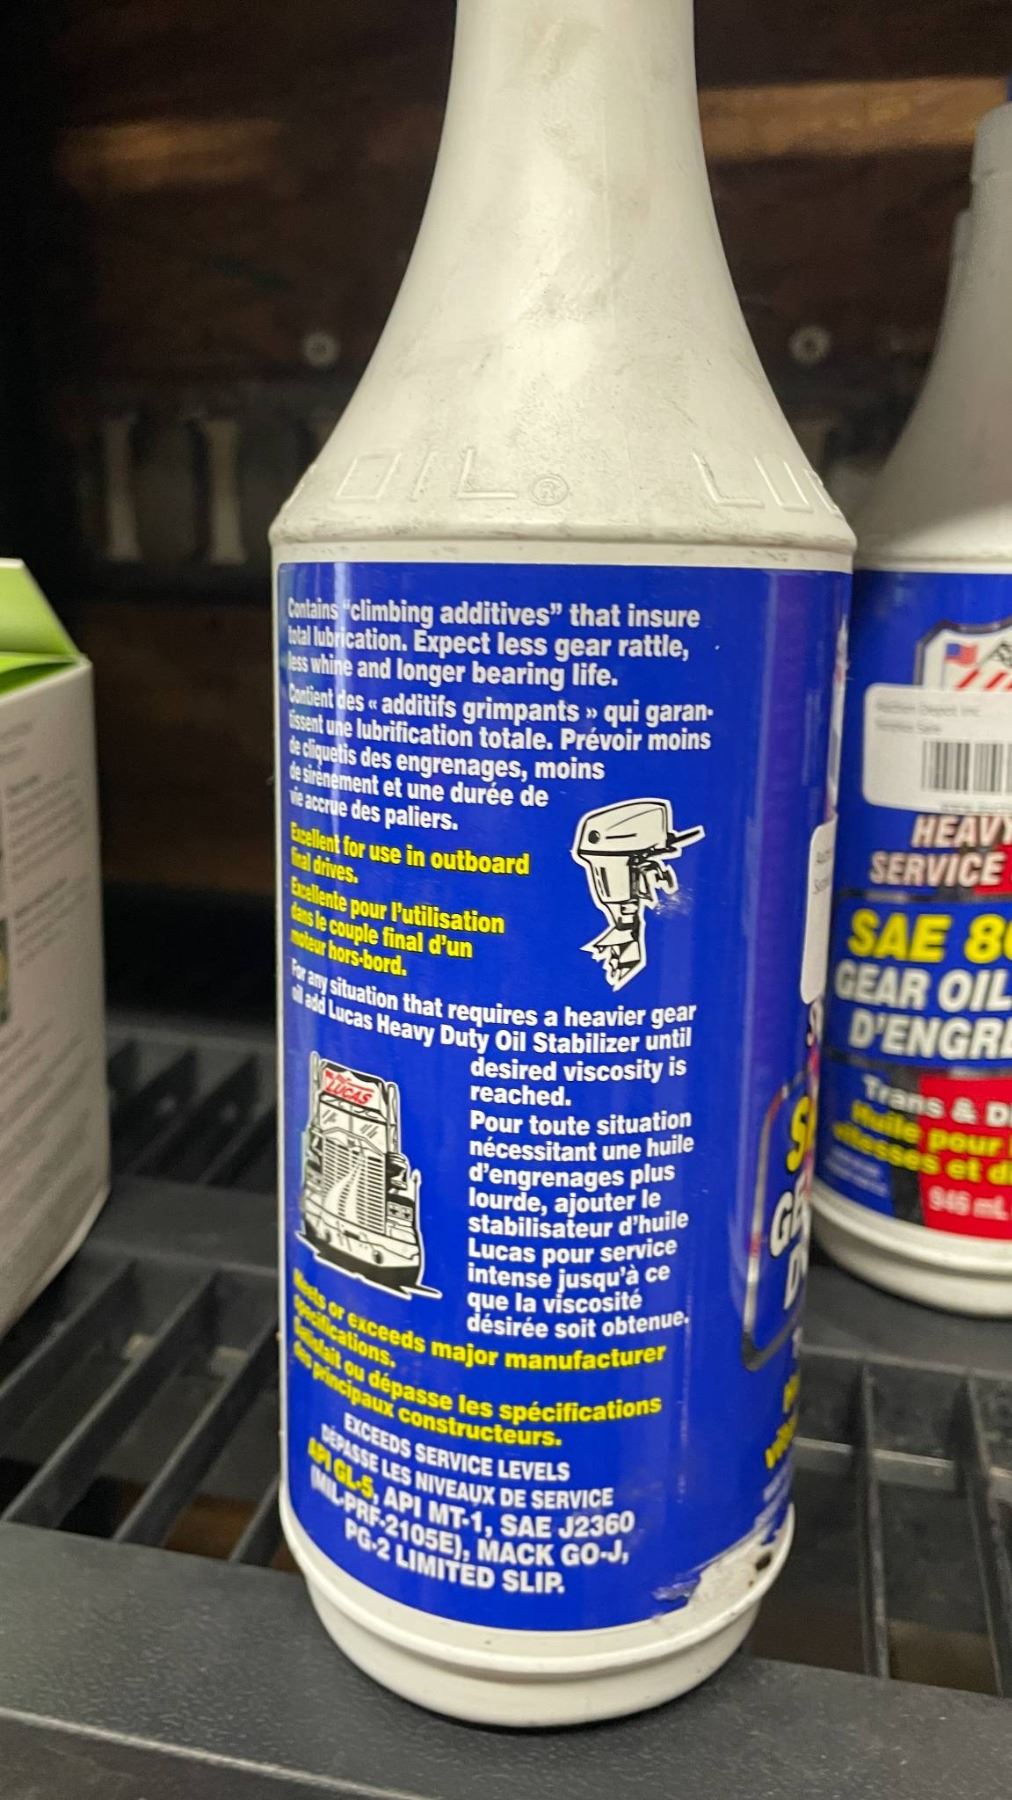 OIL® LU
Contains "climbing additives" that insure
total lubrication. Expect less gear rattle,
less whine and longer bearing life.
Contient des « additifs grimpants » qui garan-
tissent une lubrification totale. Prévoir moins
de cliquetis des engrenages, moins
de sirènement et une durée de
vie accrue des paliers.
Excellent for use in outboard
final drives.
Excellente pour l'utilisation
dans le couple final d'un
moteur hors-bord.
For any situation that requires a heavier gear
oil add Lucas Heavy Duty Oil Stabilizer until
desired viscosity is
reached.
LUCAS
Pour toute situation
nécessitant une huile
d'engrenages plus
lourde, ajouter le
stabilisateur d'huile
Lucas pour service
intense jusqu'à ce
que la viscosité
désirée soit obtenue.
Meets or exceeds major manufacturer
specifications.
Satisfait ou dépasse les spécifications
des principaux constructeurs.
EXCEEDS SERVICE LEVELS
DÉPASSE LES NIVEAUX DE SERVICE
API GL-5, API MT-1, SAE J2360
(MIL-PRF-2105E), MACK GO-J,
PG-2 LIMITED SLIP.
HEAVY
SERVICE
SAE 8
GEAR OIL
D'ENGRE
Trans & D
Huile pour
vitesses et d
946 mL